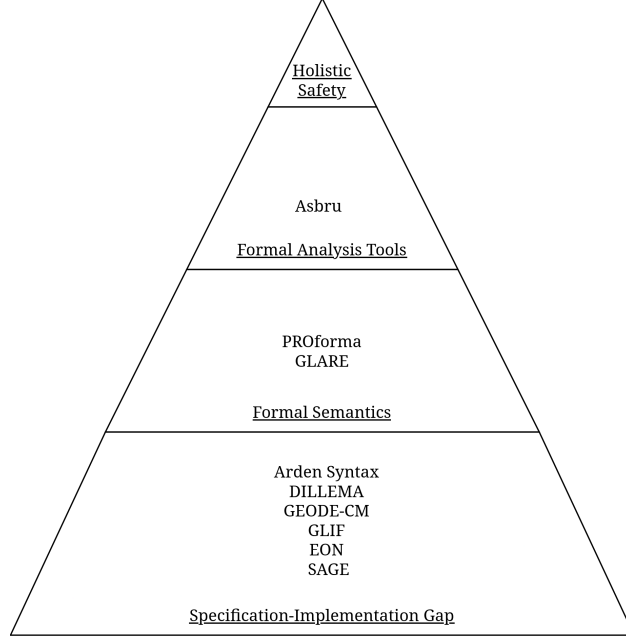 Holistic
Safety
Asbru
Formal Analysis Tools
PROforma
GLARE
Formal Semantics
Arden Syntax
DILLEMA
GEODE-CM
GLIF
EON
SAGE
Specification-Implementation Gap